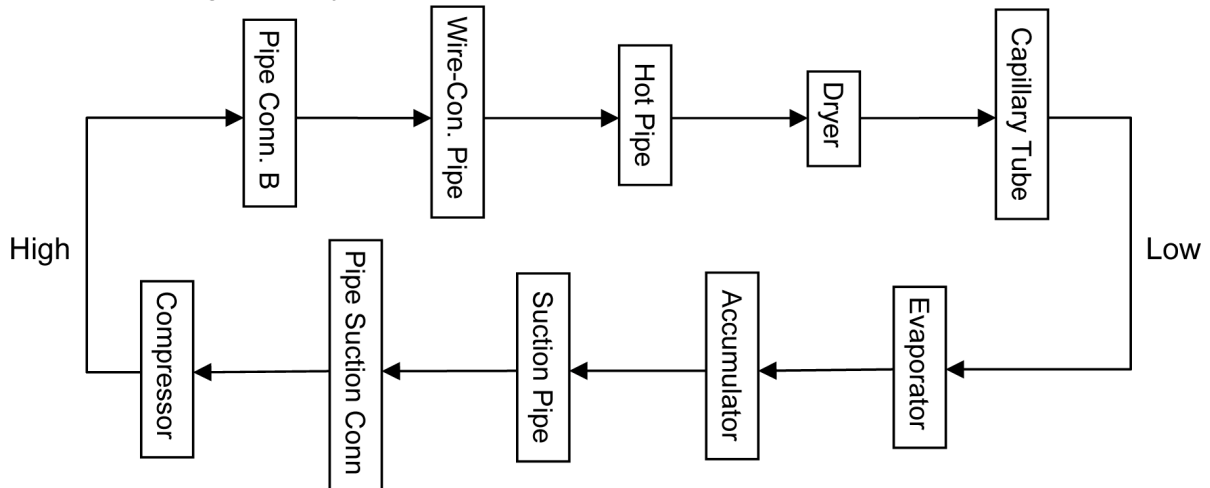 Pipe Conn. B
Wire-Con. Pipe
Hot Pipe
Dryer
Capillary Tube
High
Low
Compressor
Pipe Suction Conn
Suction Pipe
Accumulator
Evaporator